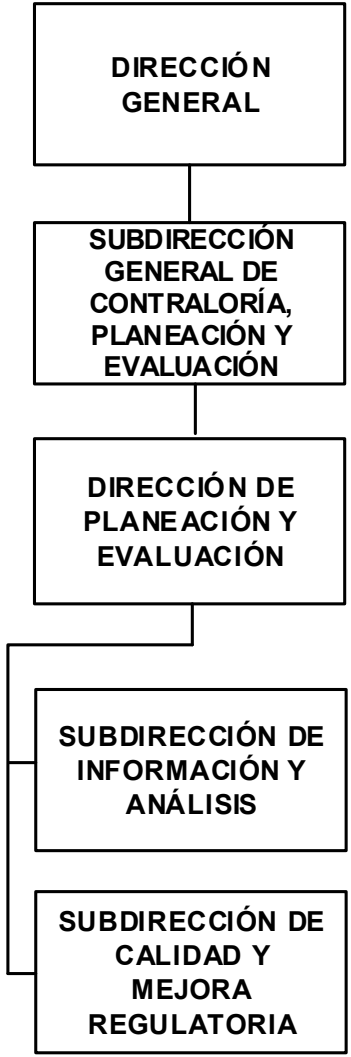 DIRECCIÓN
GENERAL
SUBDIRECCIÓN
GENERAL DE
CONTRALORÍA,
PLANEACIÓN Y
EVALUACIÓN
DIRECCIÓN DE
PLANEACIÓN Y
EVALUACIÓN
SUBDIRECCIÓN DE
INFORMACIÓN Y
ANÁLISIS
SUBDIRECCIÓN DE
CALIDAD Y
MEJORA
REGULATORIA